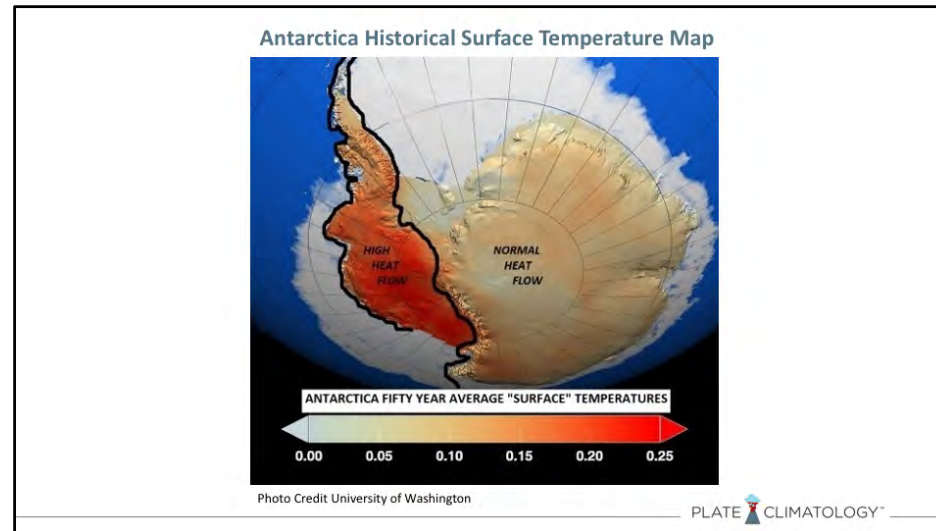 Antarctica Historical Surface Temperature Map
HIGH
HEAT
FLOW
NORMAL
HEAT
FLOW
ANTARCTICA FIFTY YEAR AVERAGE "SURFACE" TEMPERATURES
0.00 0.05 0.10 0.15 0.20 0.25
Photo Credit University of Washington
PLATE CLIMATOLOGY™